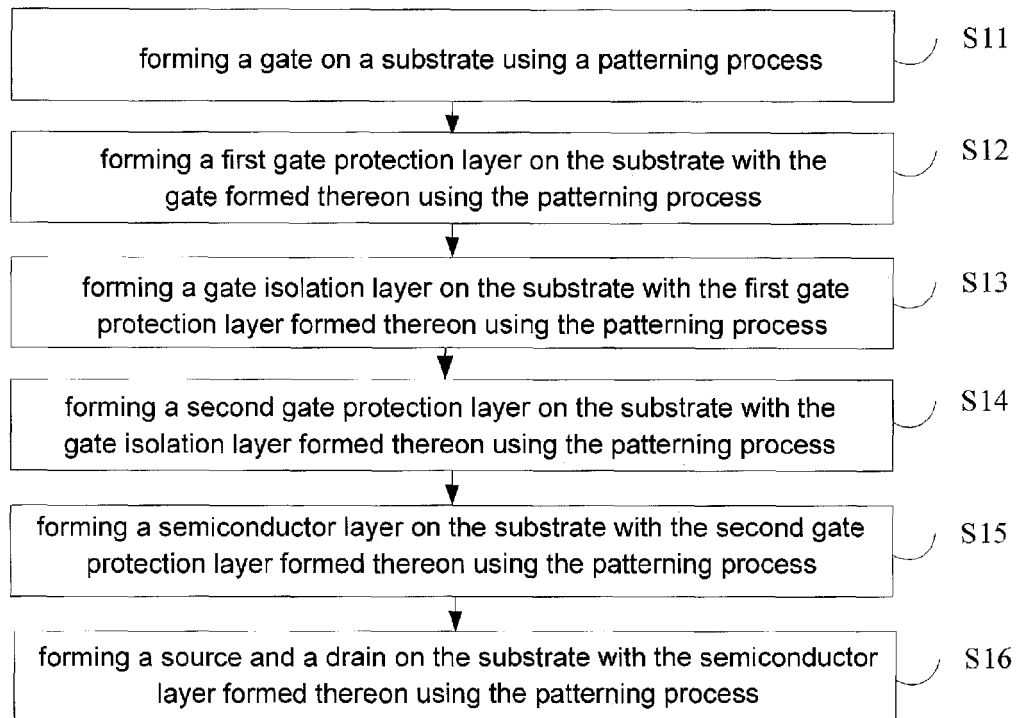 forming a gate on a substrate using a patterning process
S11
forming a first gate protection layer on the substrate with the
gate formed thereon using the patterning process
S12
forming a gate isolation layer on the substrate with the first gate
protection layer formed thereon using the patterning process
S13
forming a second gate protection layer on the substrate with the
gate isolation layer formed thereon using the patterning process
S14
forming a semiconductor layer on the substrate with the second gate
protection layer formed thereon using the patterning process
S15
forming a source and a drain on the substrate with the semiconductor
layer formed thereon using the patterning process
S16